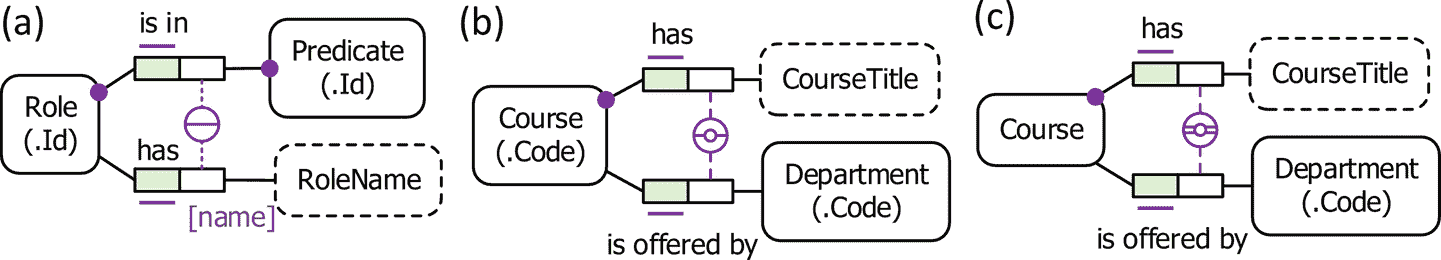 (a)
is in
Predicate
(.Id)
Role
(.Id)
has
RoleName
[name]
(b)
has
CourseTitle
Course
(.Code)
Department
(.Code)
is offered by
(c)
has
CourseTitle
Course
Department
(.Code)
is offered by